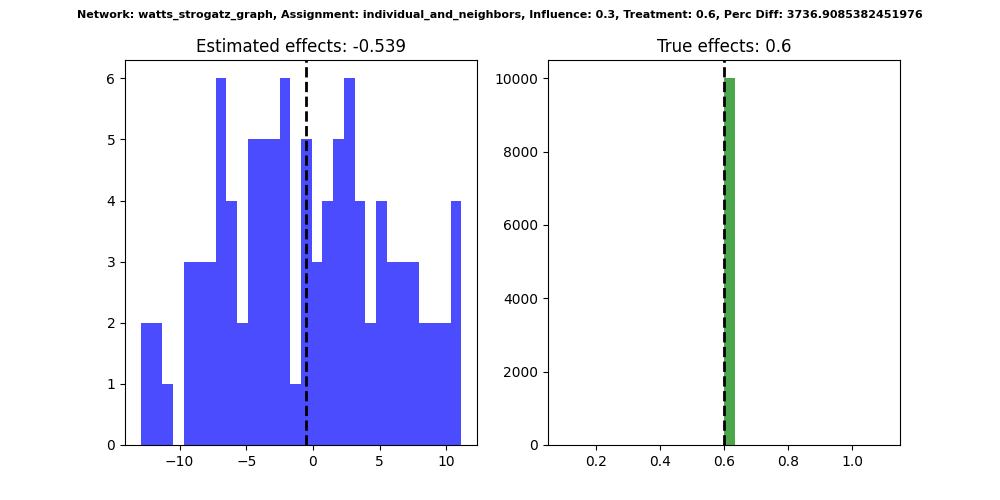 Network: watts_strogatz_graph, Assignment: individual_and_neighbors, Influence: 0.3, Treatment: 0.6, Perc Diff: 3736.9085382451976
Estimated effects: -0.539
6
5
4
3
2
1
0
−10 −5 0 5 10
True effects: 0.6
10000
8000
6000
4000
2000
0
0.2 0.4 0.6 0.8 1.0